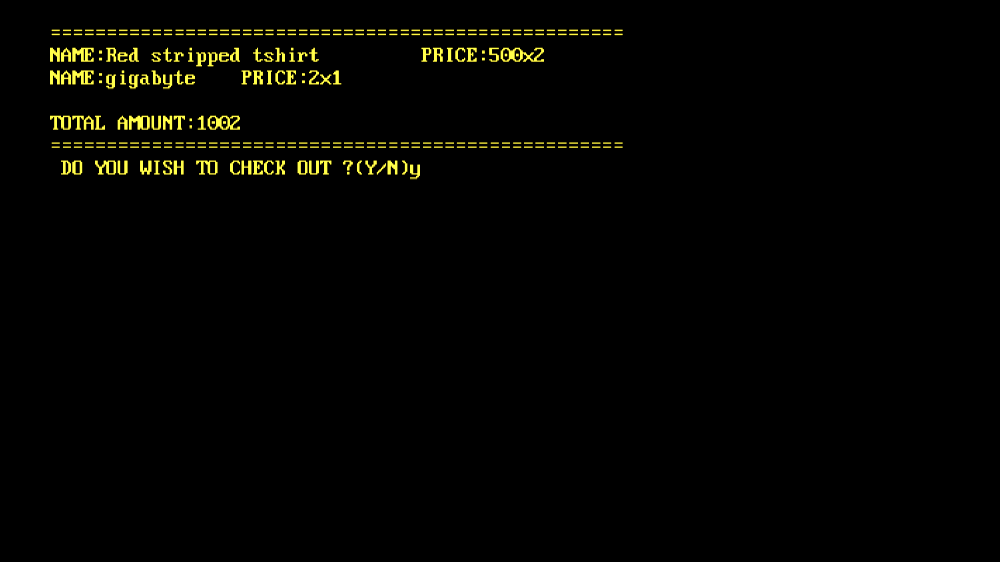 ===================================================
NAME:Red stripped tshirt         PRICE:500x2
NAME:gigabyte    PRICE:2x1
TOTAL AMOUNT:1002
===================================================
DO YOU WISH TO CHECK OUT ?(Y/N)y